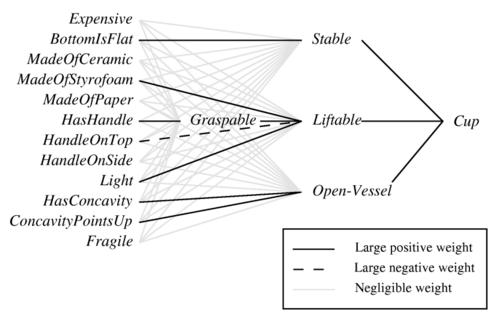 Expensive
BottomIsFlat Stable
MadeOfCeramic
MadeOfStyrofoam
MadeOfPaper
HasHandle Graspable Liftable Cup
HandleOnTop
HandleOnSide
Light
HasConcavity Open-Vessel
ConcavityPointsUp
Fragile
Large positive weight
Large negative weight
Negligible weight